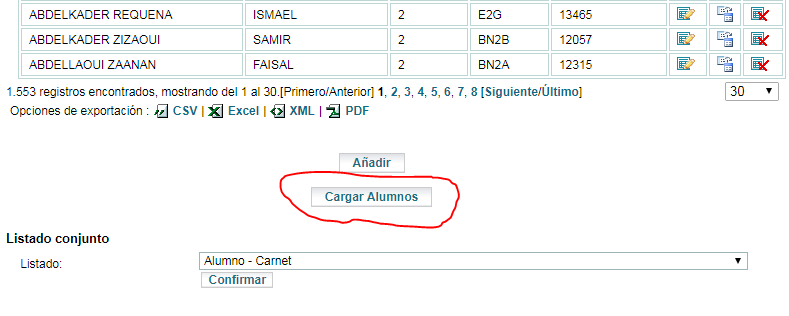 ABDELKADER REQUENA ISMAEL 2 E2G 13465
ABDELKADER ZIZAOUI SAMIR 2 BN2B 12057
ABDELLAOUI ZAANAN FAISAL 2 BN2A 12315
1.553 registros encontrados, mostrando del 1 al 30.[Primero/Anterior] 1, 2, 3, 4, 5, 6, 7, 8 [Siguiente/Último] 30
Opciones de exportación : CSV | Excel | XML | PDF
Añadir
Cargar Alumnos
Listado conjunto
Listado: Alumno - Carnet
Confirmar